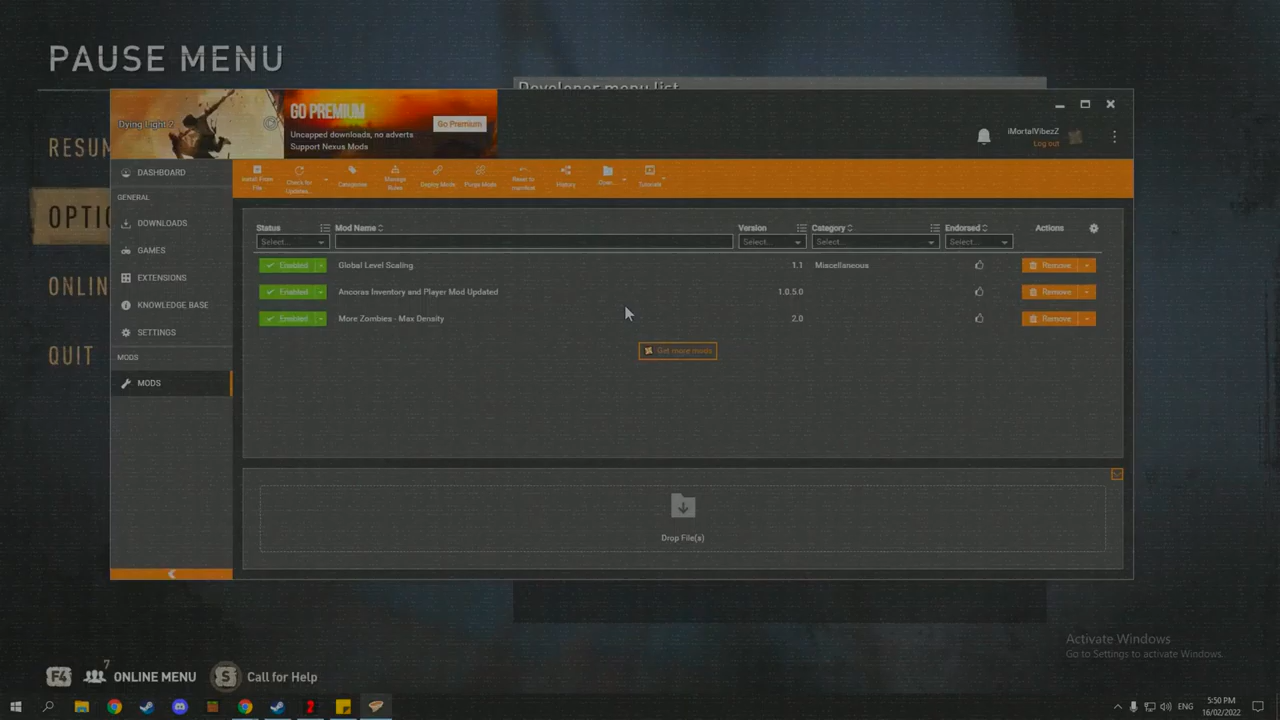 PAUSE MENU
Developer menu list
RESUM
OPTIO
ONLIN
QUIT
Dying Light 2
GO PREMIUM
Uncapped downloads, no adverts
Support Nexus Mods
Go Premium
iMortalVibezZ
Log out
DASHBOARD
GENERAL
DOWNLOADS
GAMES
EXTENSIONS
KNOWLEDGE BASE
SETTINGS
MODS
MODS
Install From File
Check for Updates...
Categories
Manage Rules
Deploy Mods
Purge Mods
Reset to manifest
History
Open...
Tutorials
Status Mod Name Version Category Endorsed Actions
Select... Select... Select... Select...
Enabled Global Level Scaling 1.1 Miscellaneous Remove
Enabled Ancoras Inventory and Player Mod Updated 1.0.5.0 Remove
Enabled More Zombies - Max Density 2.0 Remove
Get more mods
Drop File(s)
Activate Windows
Go to Settings to activate Windows.
F4 7 ONLINE MENU S Call for Help
ENG
5:50 PM
16/02/2022